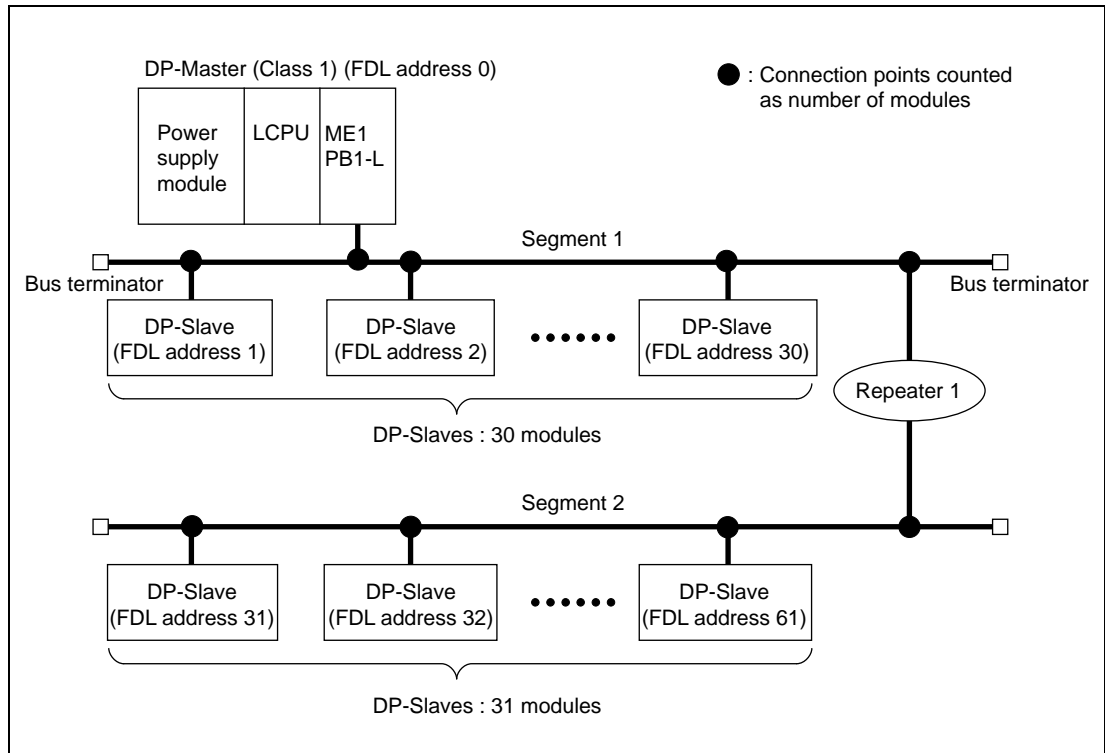 DP-Master (Class 1) (FDL address 0)
: Connection points counted
as number of modules
Power
supply
module
LCPU
ME1
PB1-L
Segment 1
Bus terminator
Bus terminator
DP-Slave
(FDL address 1)
DP-Slave
(FDL address 2)
DP-Slave
(FDL address 30)
Repeater 1
DP-Slaves : 30 modules
Segment 2
DP-Slave
(FDL address 31)
DP-Slave
(FDL address 32)
DP-Slave
(FDL address 61)
DP-Slaves : 31 modules